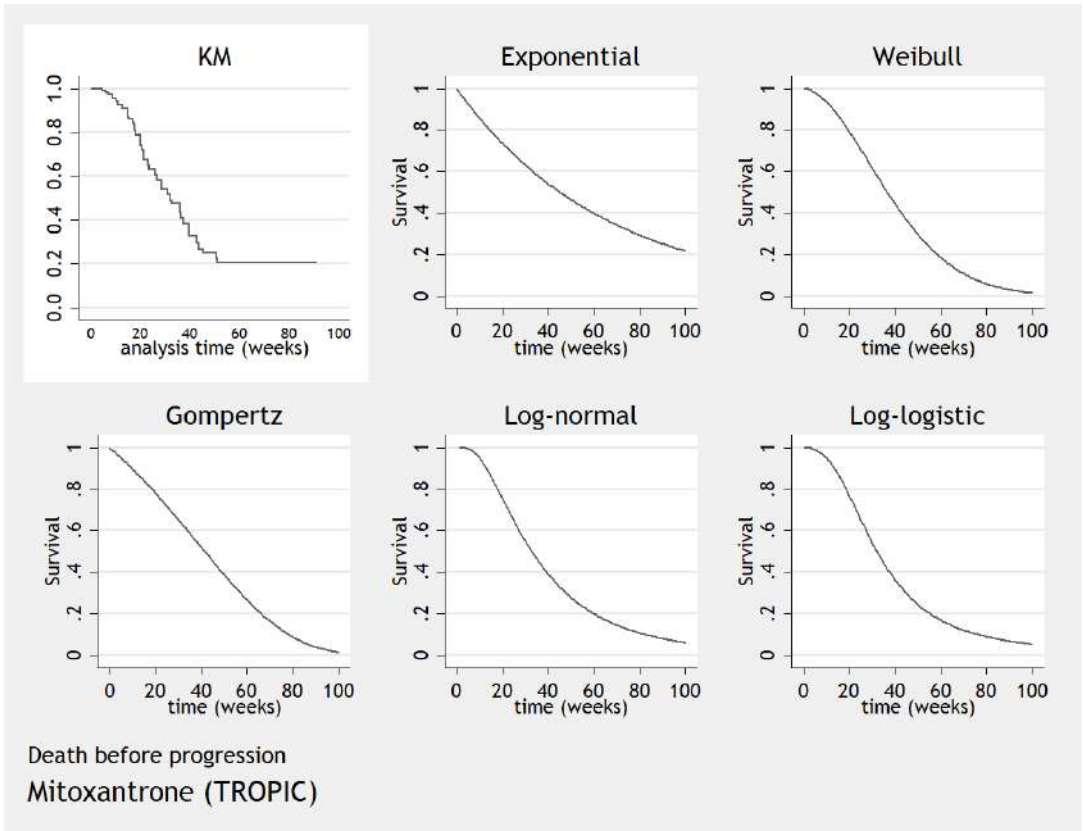 KM
1.0
0.8
0.6
0.4
0.2
0.0
0 20 40 60 80 100
analysis time (weeks)
Exponential
Survival
1
.8
.6
.4
.2
0
0 20 40 60 80 100
time (weeks)
Weibull
Survival
1
.8
.6
.4
.2
0
0 20 40 60 80 100
time (weeks)
Gompertz
Survival
1
.8
.6
.4
.2
0
0 20 40 60 80 100
time (weeks)
Log-normal
Survival
1
.8
.6
.4
.2
0
0 20 40 60 80 100
time (weeks)
Log-logistic
Survival
1
.8
.6
.4
.2
0
0 20 40 60 80 100
time (weeks)
Death before progression
Mitoxantrone (TROPIC)